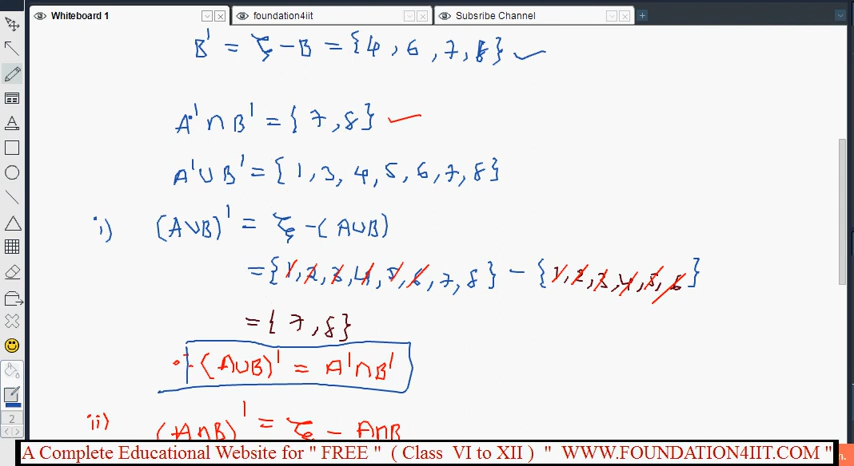 Whiteboard 1 foundation4iit Subsribe Channel
B' = ξ - B = {4, 6, 7, 8} ✓
A' ∩ B' = {7, 8} ✓
A' ∪ B' = {1, 3, 4, 5, 6, 7, 8}
i) (A∪B)' = ξ - (A∪B)
= {1, 2, 3, 4, 5, 6, 7, 8} - {1, 2, 3, 4, 5, 6}
= {7, 8}
∴ (A∪B)' = A'∩B'
ii) (A∩B)' = ξ - A∩B
2
A Complete Educational Website for " FREE " ( Class VI to XII ) " WWW.FOUNDATION4IIT.COM "